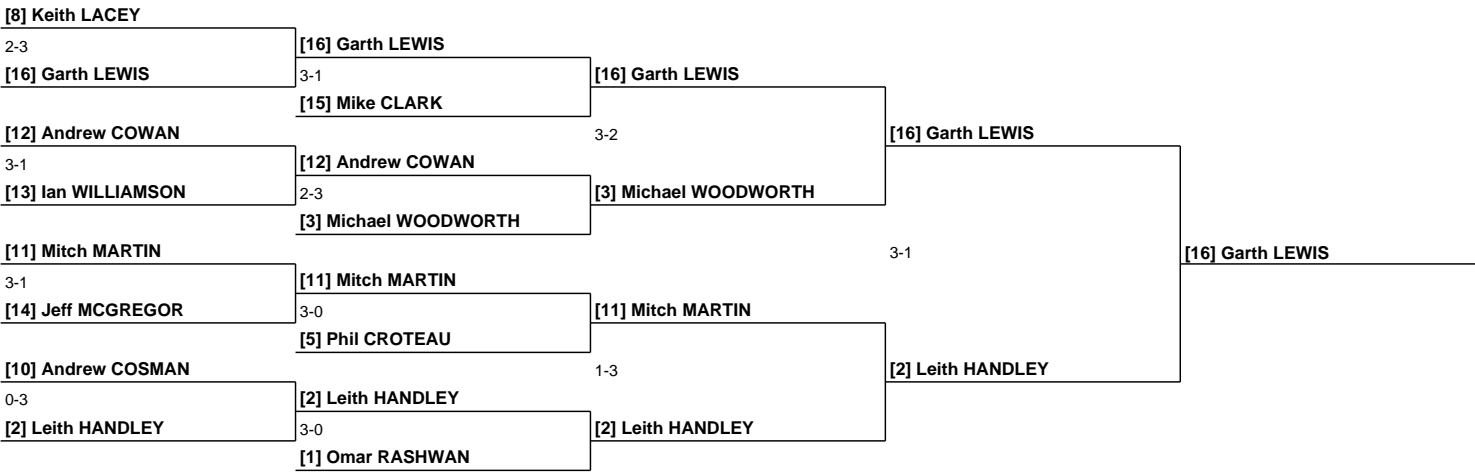 [8] Keith LACEY
2-3
[16] Garth LEWIS
[12] Andrew COWAN
3-1
[13] Ian WILLIAMSON
[11] Mitch MARTIN
3-1
[14] Jeff MCGREGOR
[10] Andrew COSMAN
0-3
[2] Leith HANDLEY
[16] Garth LEWIS
3-1
[15] Mike CLARK
[12] Andrew COWAN
2-3
[3] Michael WOODWORTH
[11] Mitch MARTIN
3-0
[5] Phil CROTEAU
[2] Leith HANDLEY
3-0
[1] Omar RASHWAN
[16] Garth LEWIS
3-2
[3] Michael WOODWORTH
[11] Mitch MARTIN
1-3
[2] Leith HANDLEY
[16] Garth LEWIS
3-1
[2] Leith HANDLEY
[16] Garth LEWIS